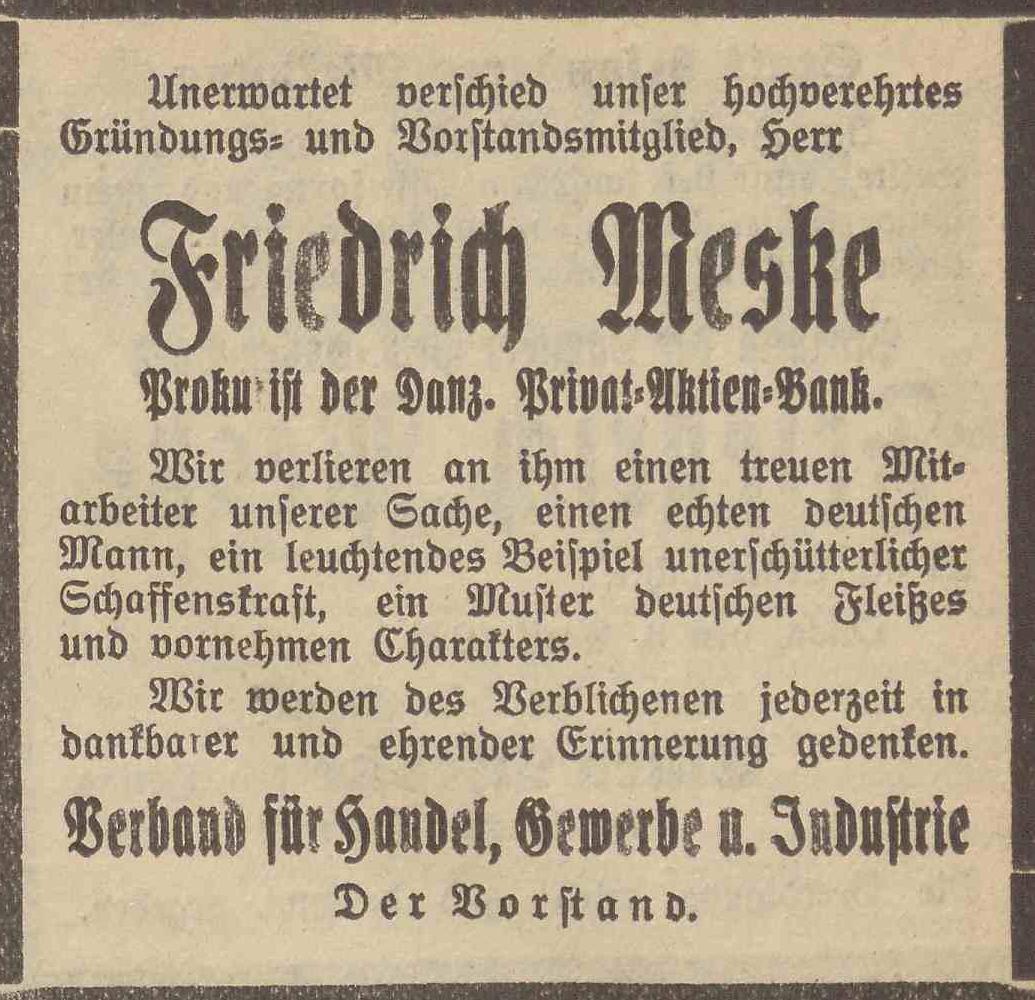 Unerwartet verschied unser hochverehrtes
Gründungs- und Vorstandsmitglied, Herr
Friedrich Meske
Prokurist der Danz. Privat-Aktien-Bank.
Wir verlieren an ihm einen treuen Mit-
arbeiter unserer Sache, einen echten deutschen
Mann, ein leuchtendes Beispiel unerschütterlicher
Schaffenskraft, ein Muster deutschen Fleißes
und vornehmen Charakters.
Wir werden des Verblichenen jederzeit in
dankbarer und ehrender Erinnerung gedenken.
Verband für Handel, Gewerbe u. Industrie
Der Vorstand.